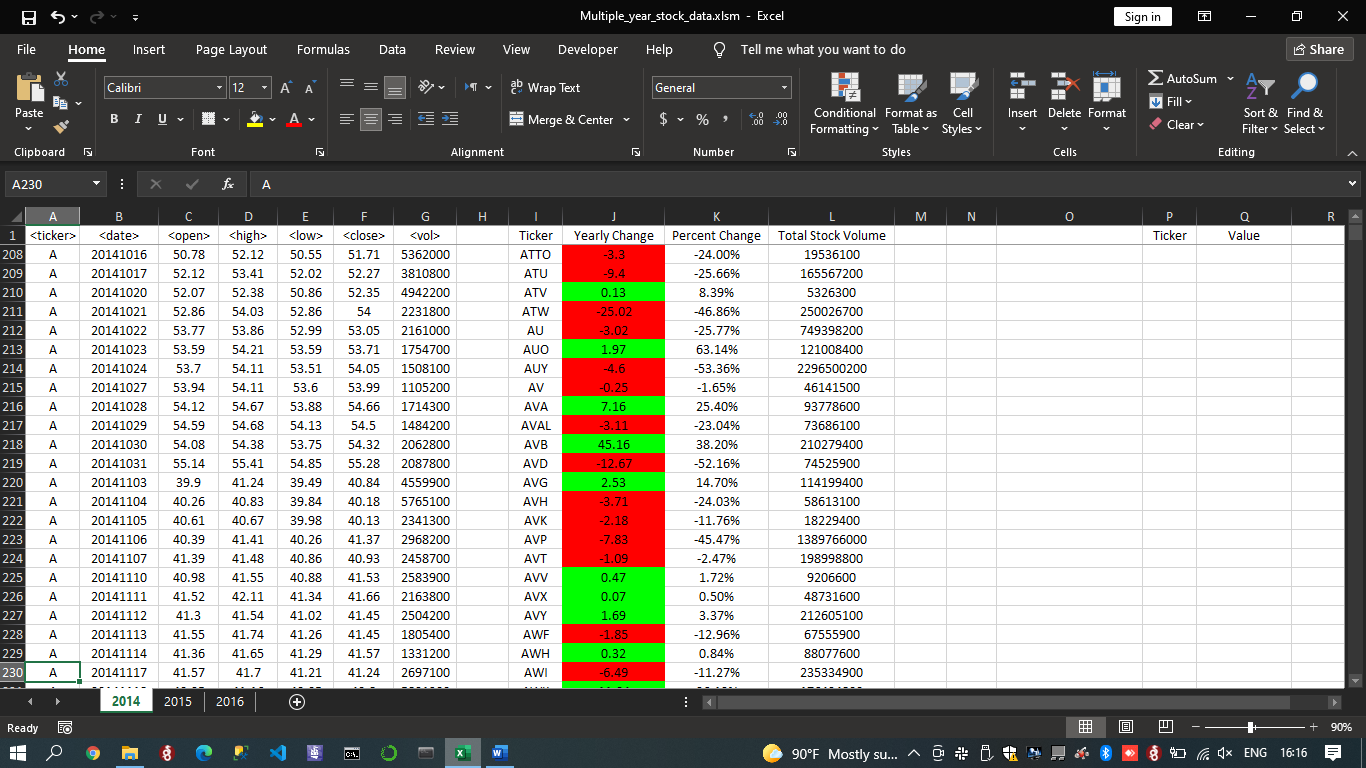 Multiple_year_stock_data.xlsm - Excel Sign in
File Home Insert Page Layout Formulas Data Review View Developer Help Tell me what you want to do Share
Paste Calibri 12 A A B I U A ab Wrap Text Merge & Center General $ % , Conditional Formatting Format as Table Cell Styles Insert Delete Format AutoSum Fill Clear Sort & Filter Find & Select
Clipboard Font Alignment Number Styles Cells Editing
A230 fx A
A B C D E F G H I J K L M N O P Q R
1 <ticker> <date> <open> <high> <low> <close> <vol> Ticker Yearly Change Percent Change Total Stock Volume Ticker Value
208 A 20141016 50.78 52.12 50.55 51.71 5362000 ATTO -3.3 -24.00% 19536100
209 A 20141017 52.12 53.41 52.02 52.27 3810800 ATU -9.4 -25.66% 165567200
210 A 20141020 52.07 52.38 50.86 52.35 4942200 ATV 0.13 8.39% 5326300
211 A 20141021 52.86 54.03 52.86 54 2231800 ATW -25.02 -46.86% 250026700
212 A 20141022 53.77 53.86 52.99 53.05 2161000 AU -3.02 -25.77% 749398200
213 A 20141023 53.59 54.21 53.59 53.71 1754700 AUO 1.97 63.14% 121008400
214 A 20141024 53.7 54.11 53.51 54.05 1508100 AUY -4.6 -53.36% 2296500200
215 A 20141027 53.94 54.11 53.6 53.99 1105200 AV -0.25 -1.65% 46141500
216 A 20141028 54.12 54.67 53.88 54.66 1714300 AVA 7.16 25.40% 93778600
217 A 20141029 54.59 54.68 54.13 54.5 1484200 AVAL -3.11 -23.04% 73686100
218 A 20141030 54.08 54.38 53.75 54.32 2062800 AVB 45.16 38.20% 210279400
219 A 20141031 55.14 55.41 54.85 55.28 2087800 AVD -12.67 -52.16% 74525900
220 A 20141103 39.9 41.24 39.49 40.84 4559900 AVG 2.53 14.70% 114199400
221 A 20141104 40.26 40.83 39.84 40.18 5765100 AVH -3.71 -24.03% 58613100
222 A 20141105 40.61 40.67 39.98 40.13 2341300 AVK -2.18 -11.76% 18229400
223 A 20141106 40.39 41.41 40.26 41.37 2968200 AVP -7.83 -45.47% 1389766000
224 A 20141107 41.39 41.48 40.86 40.93 2458700 AVT -1.09 -2.47% 198998800
225 A 20141110 40.98 41.55 40.88 41.53 2583900 AVV 0.47 1.72% 9206600
226 A 20141111 41.52 42.11 41.34 41.66 2163800 AVX 0.07 0.50% 48731600
227 A 20141112 41.3 41.54 41.02 41.45 2504200 AVY 1.69 3.37% 212605100
228 A 20141113 41.55 41.74 41.26 41.45 1805400 AWF -1.85 -12.96% 67555900
229 A 20141114 41.36 41.65 41.29 41.57 1331200 AWH 0.32 0.84% 88077600
230 A 20141117 41.57 41.7 41.21 41.24 2697100 AWI -6.49 -11.27% 235334900
2014 2015 2016
Ready 90%
90°F Mostly su... ENG 16:16